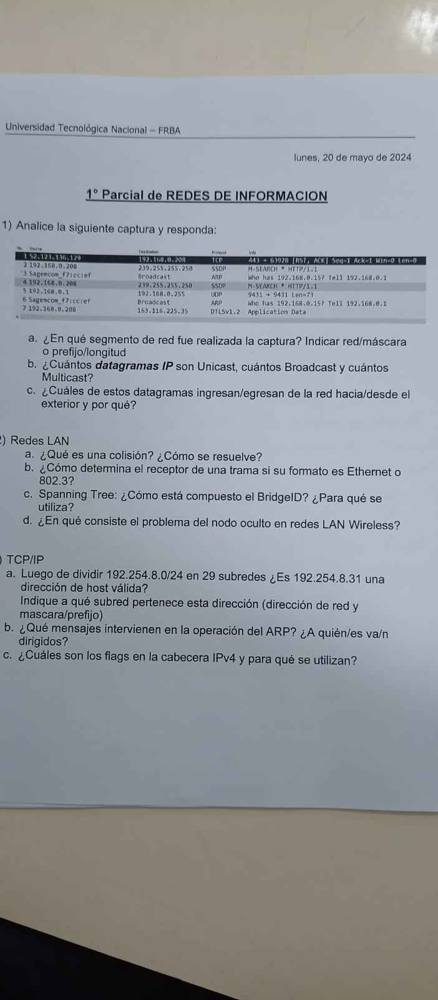 Universidad Tecnológica Nacional – FRBA
lunes, 20 de mayo de 2024
1° Parcial de REDES DE INFORMACION
1) Analice la siguiente captura y responda:
No. Source Destination Protocol Info
1 52.123.136.129 192.168.0.208 TCP 443 → 63928 [RST, ACK] Seq=1 Ack=1 Win=0 Len=0
2 192.168.0.208 239.255.255.250 SSDP M-SEARCH * HTTP/1.1
3 Sagemcom_f7:cc:ef Broadcast ARP Who has 192.168.0.15? Tell 192.168.0.1
4 192.168.0.208 239.255.255.250 SSDP M-SEARCH * HTTP/1.1
5 192.168.0.1 192.168.0.255 UDP 9431 → 9431 Len=73
6 Sagemcom_f7:cc:ef Broadcast ARP Who has 192.168.0.15? Tell 192.168.0.1
7 192.168.0.208 163.116.225.35 DTLSv1.2 Application Data
a. ¿En qué segmento de red fue realizada la captura? Indicar red/máscara
o prefijo/longitud
b. ¿Cuántos datagramas IP son Unicast, cuántos Broadcast y cuántos
Multicast?
c. ¿Cuáles de estos datagramas ingresan/egresan de la red hacia/desde el
exterior y por qué?
2) Redes LAN
a. ¿Qué es una colisión? ¿Cómo se resuelve?
b. ¿Cómo determina el receptor de una trama si su formato es Ethernet o
802.3?
c. Spanning Tree: ¿Cómo está compuesto el BridgeID? ¿Para qué se
utiliza?
d. ¿En qué consiste el problema del nodo oculto en redes LAN Wireless?
) TCP/IP
a. Luego de dividir 192.254.8.0/24 en 29 subredes ¿Es 192.254.8.31 una
dirección de host válida?
Indique a qué subred pertenece esta dirección (dirección de red y
mascara/prefijo)
b. ¿Qué mensajes intervienen en la operación del ARP? ¿A quién/es va/n
dirigidos?
c. ¿Cuáles son los flags en la cabecera IPv4 y para qué se utilizan?